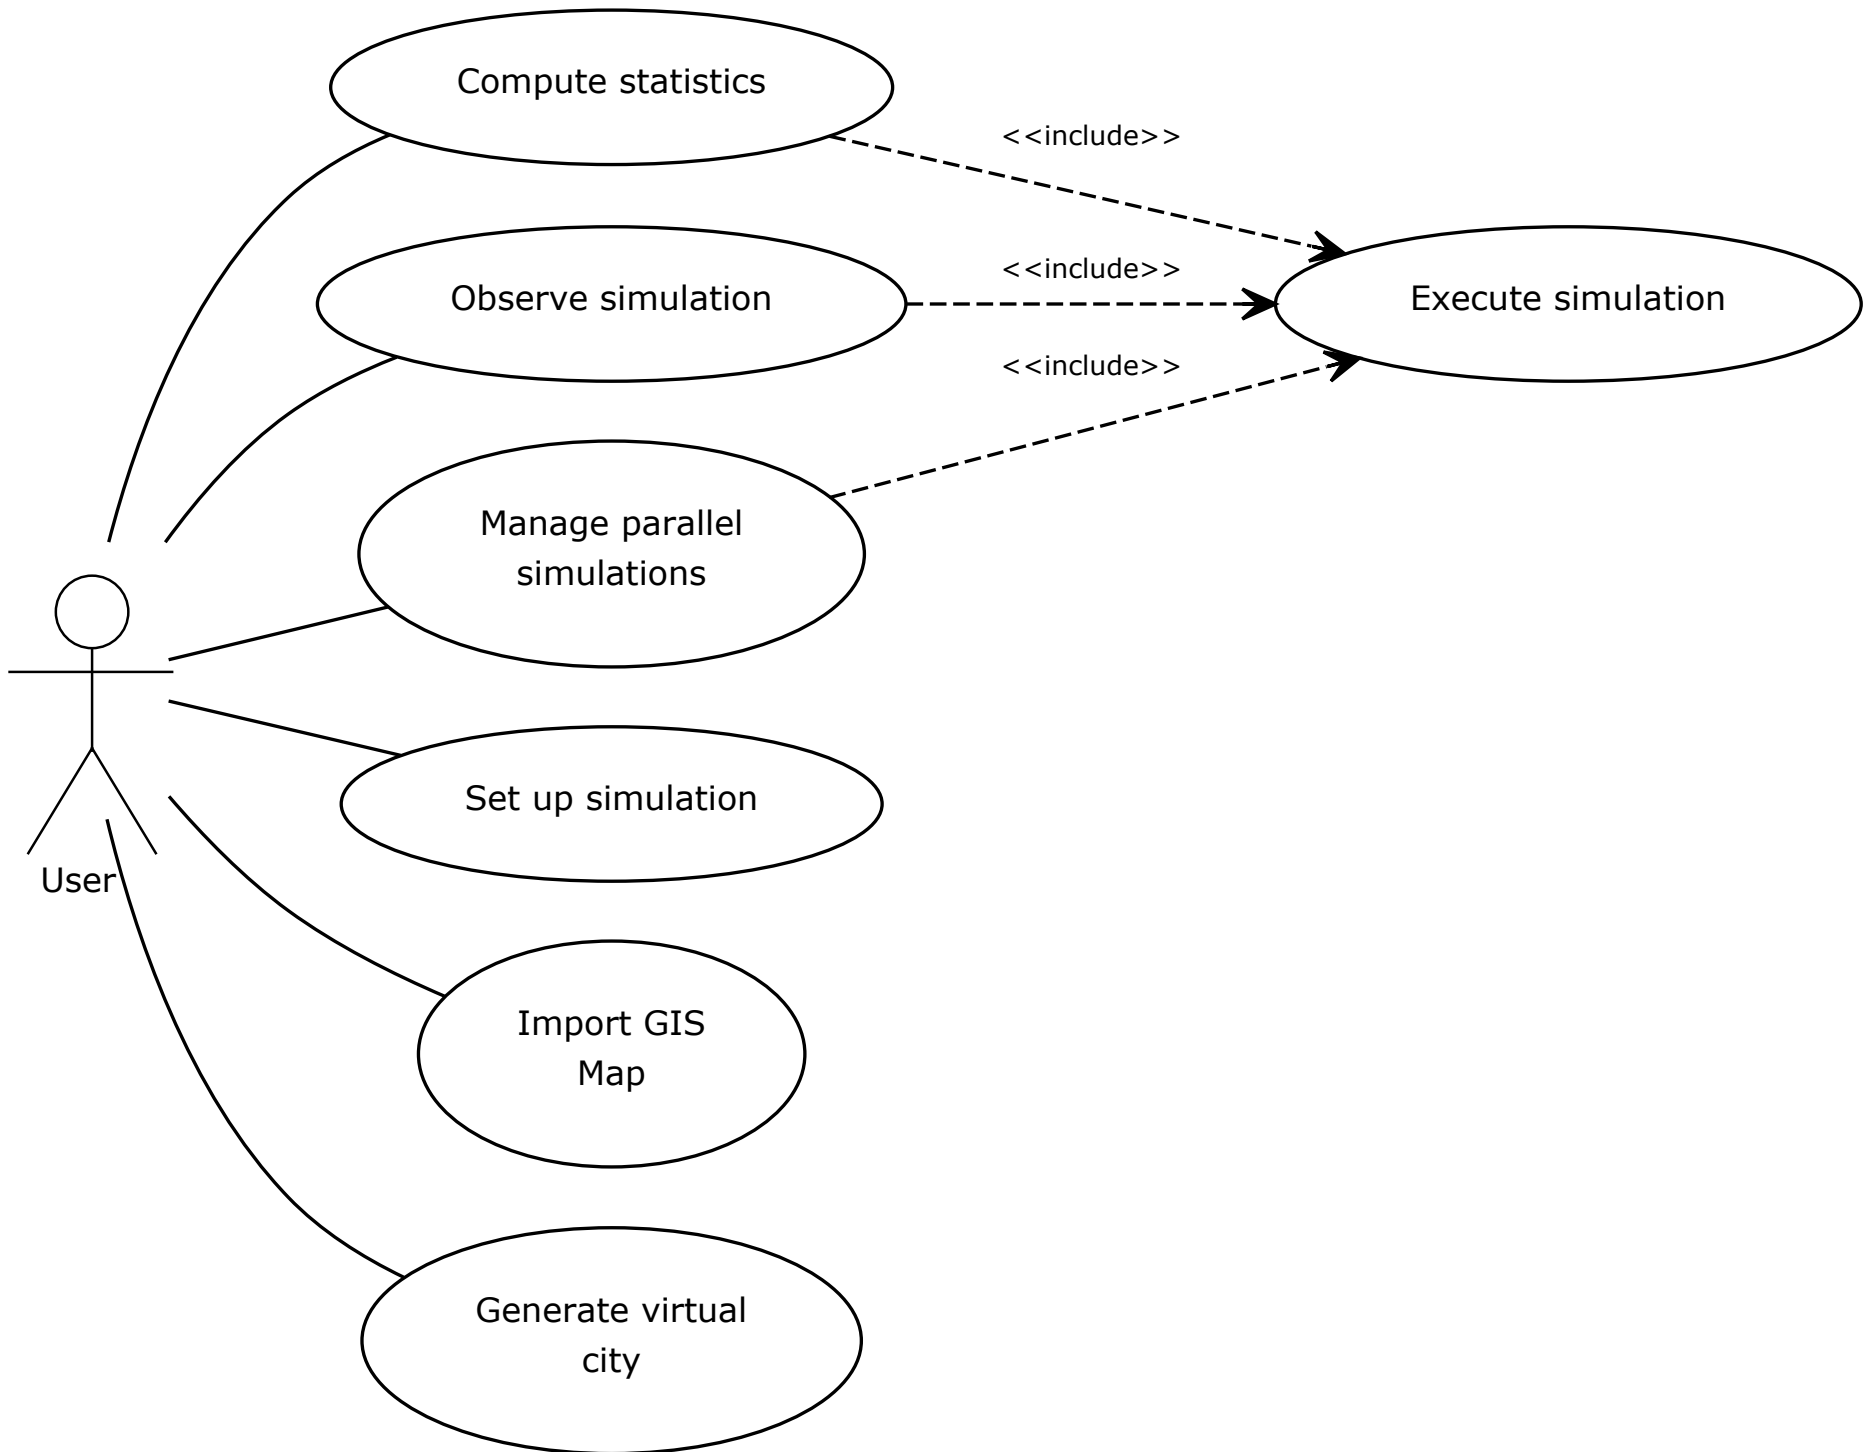 Compute statistics
<<include>>
Observe simulation
<<include>>
Execute simulation
<<include>>
Manage parallel
simulations
Set up simulation
User
Import GIS
Map
Generate virtual
city